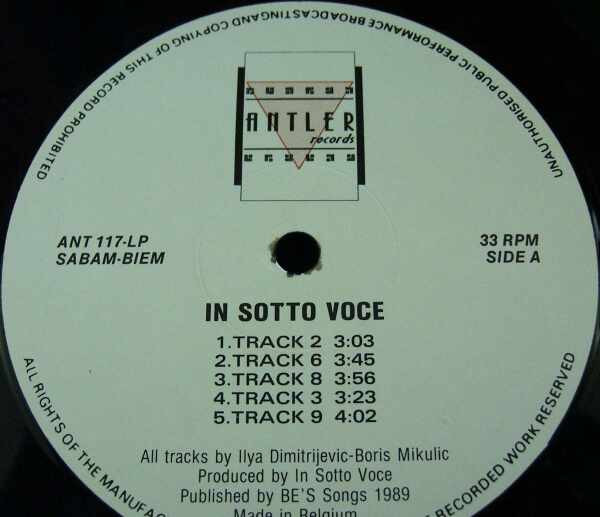 UNAUTHORISED PUBLIC PERFORMANCE BROADCASTING AND COPYING OF THIS RECORD PROHIBITED
ANTLER
records
ANT 117-LP
SABAM-BIEM
33 RPM
SIDE A
IN SOTTO VOCE
1.TRACK 2 3:03
2.TRACK 6 3:45
3.TRACK 8 3:56
4.TRACK 3 3:23
5.TRACK 9 4:02
All tracks by Ilya Dimitrijevic-Boris Mikulic
Produced by In Sotto Voce
Published by BE'S Songs 1989
Made in Belgium
ALL RIGHTS OF THE MANUFAC
RECORDED WORK RESERVED